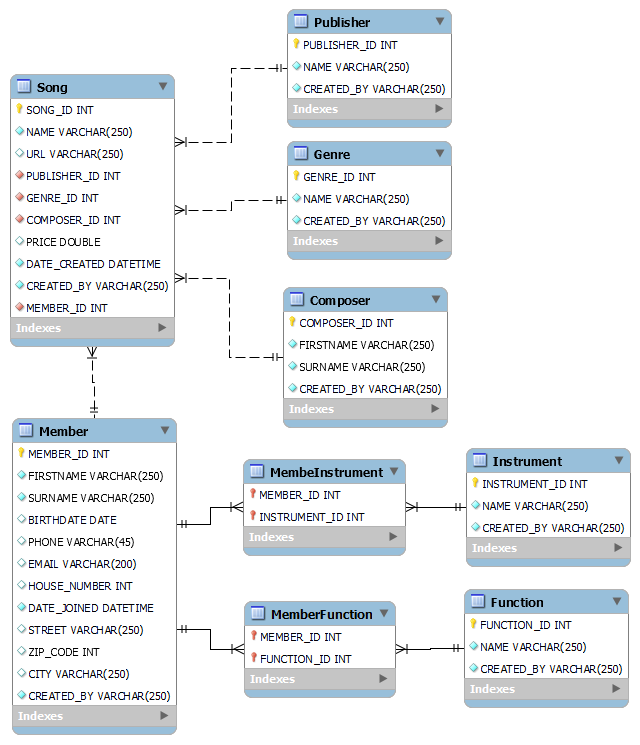 Publisher
PUBLISHER_ID INT
NAME VARCHAR(250)
CREATED_BY VARCHAR(250)
Indexes
Song
SONG_ID INT
NAME VARCHAR(250)
URL VARCHAR(250)
PUBLISHER_ID INT
GENRE_ID INT
COMPOSER_ID INT
PRICE DOUBLE
DATE_CREATED DATETIME
CREATED_BY VARCHAR(250)
MEMBER_ID INT
Indexes
Genre
GENRE_ID INT
NAME VARCHAR(250)
CREATED_BY VARCHAR(250)
Indexes
Composer
COMPOSER_ID INT
FIRSTNAME VARCHAR(250)
SURNAME VARCHAR(250)
CREATED_BY VARCHAR(250)
Indexes
Member
MEMBER_ID INT
FIRSTNAME VARCHAR(250)
SURNAME VARCHAR(250)
BIRTHDATE DATE
PHONE VARCHAR(45)
EMAIL VARCHAR(200)
HOUSE_NUMBER INT
DATE_JOINED DATETIME
STREET VARCHAR(250)
ZIP_CODE INT
CITY VARCHAR(250)
CREATED_BY VARCHAR(250)
Indexes
MembeInstrument
MEMBER_ID INT
INSTRUMENT_ID INT
Indexes
Instrument
INSTRUMENT_ID INT
NAME VARCHAR(250)
CREATED_BY VARCHAR(250)
Indexes
MemberFunction
MEMBER_ID INT
FUNCTION_ID INT
Indexes
Function
FUNCTION_ID INT
NAME VARCHAR(250)
CREATED_BY VARCHAR(250)
Indexes